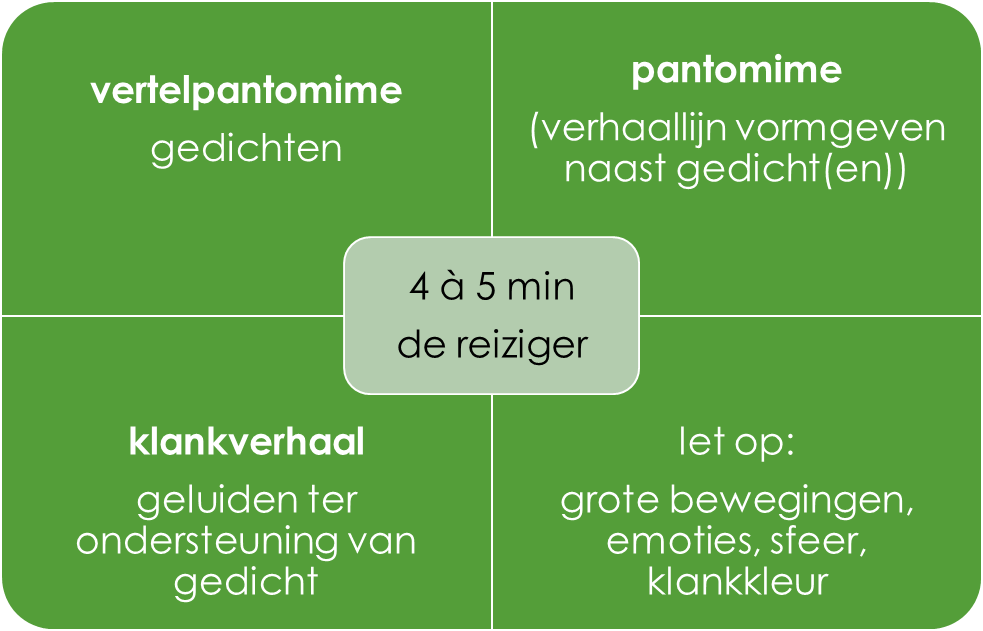 vertelpantomime
gedichten
pantomime
(verhaallijn vormgeven
naast gedicht(en))
4 à 5 min
de reiziger
klankverhaal
geluiden ter
ondersteuning van
gedicht
let op:
grote bewegingen,
emoties, sfeer,
klankkleur